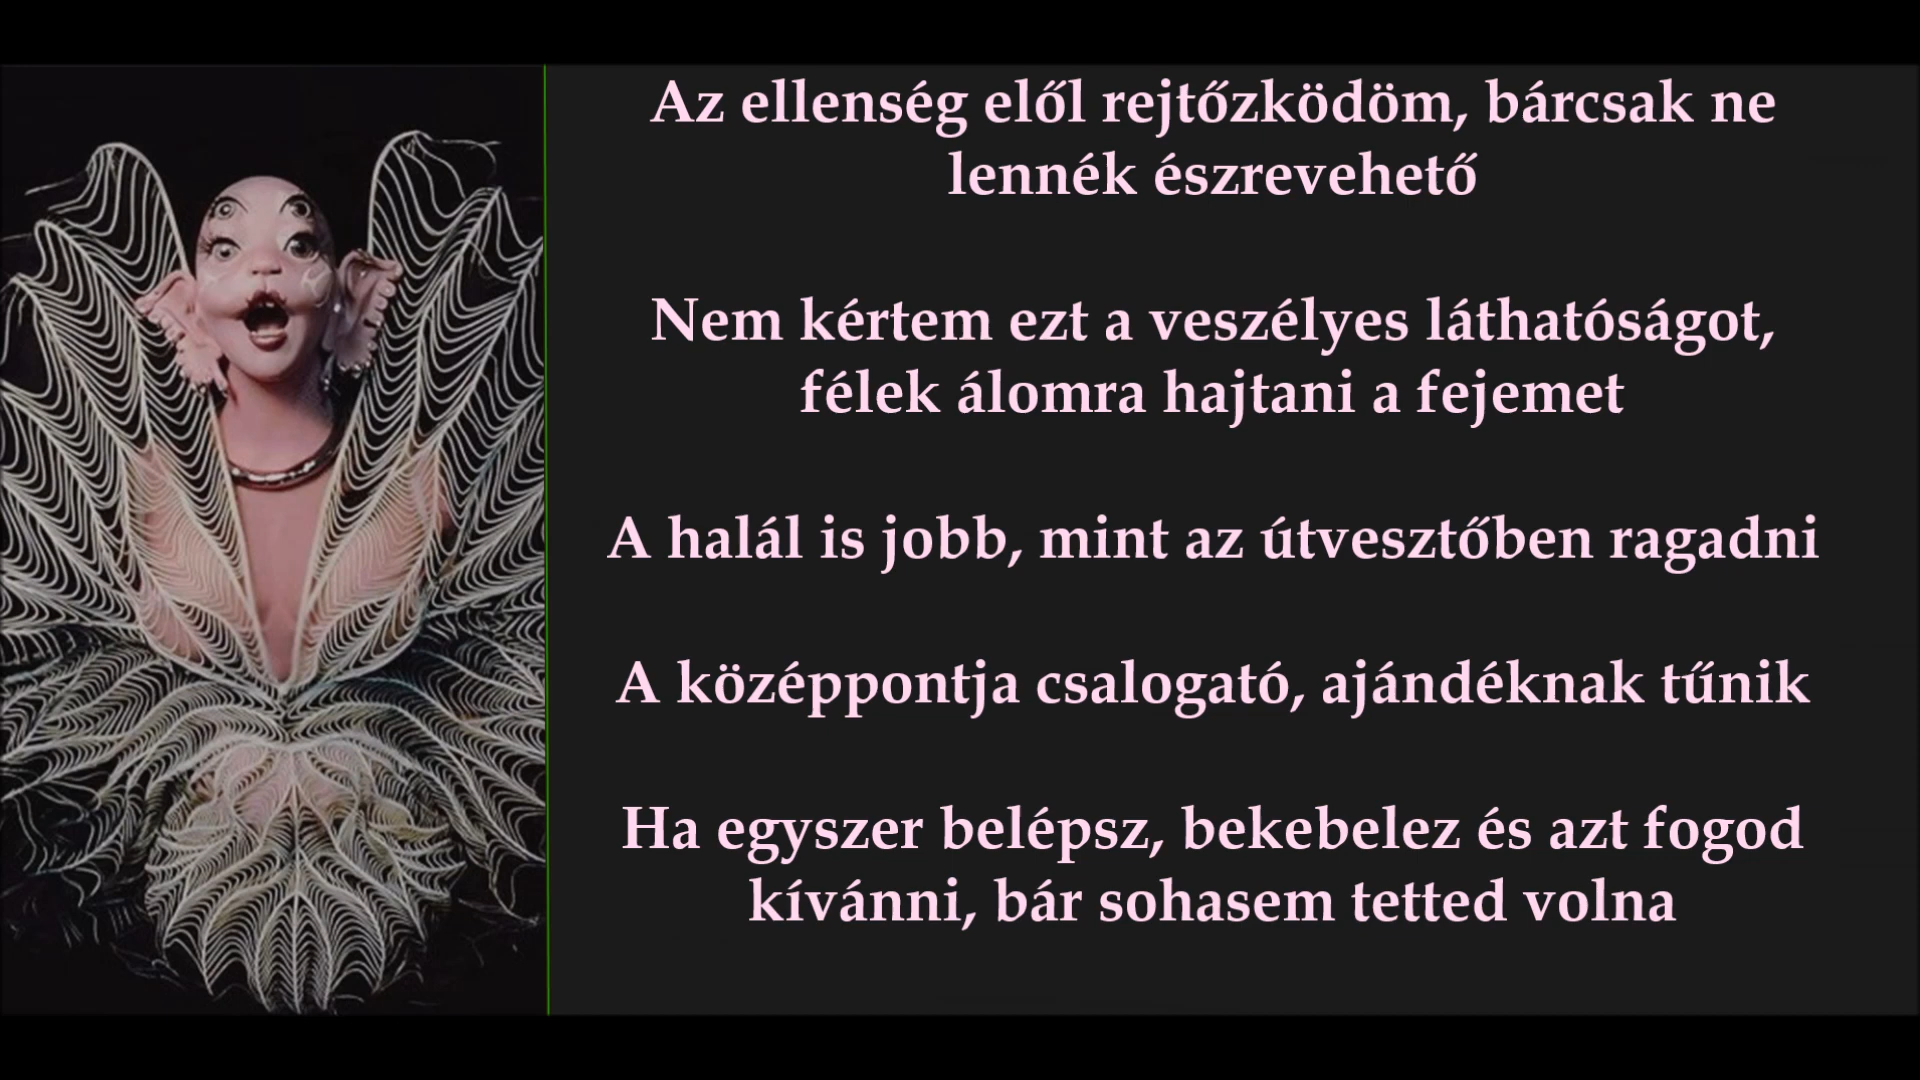 Az ellenség elől rejtőzködöm, bárcsak ne
lennék észrevehető
Nem kértem ezt a veszélyes láthatóságot,
félek álomra hajtani a fejemet
A halál is jobb, mint az útvesztőben ragadni
A középpontja csalogató, ajándéknak tűnik
Ha egyszer belépsz, bekebelez és azt fogod
kívánni, bár sohasem tetted volna